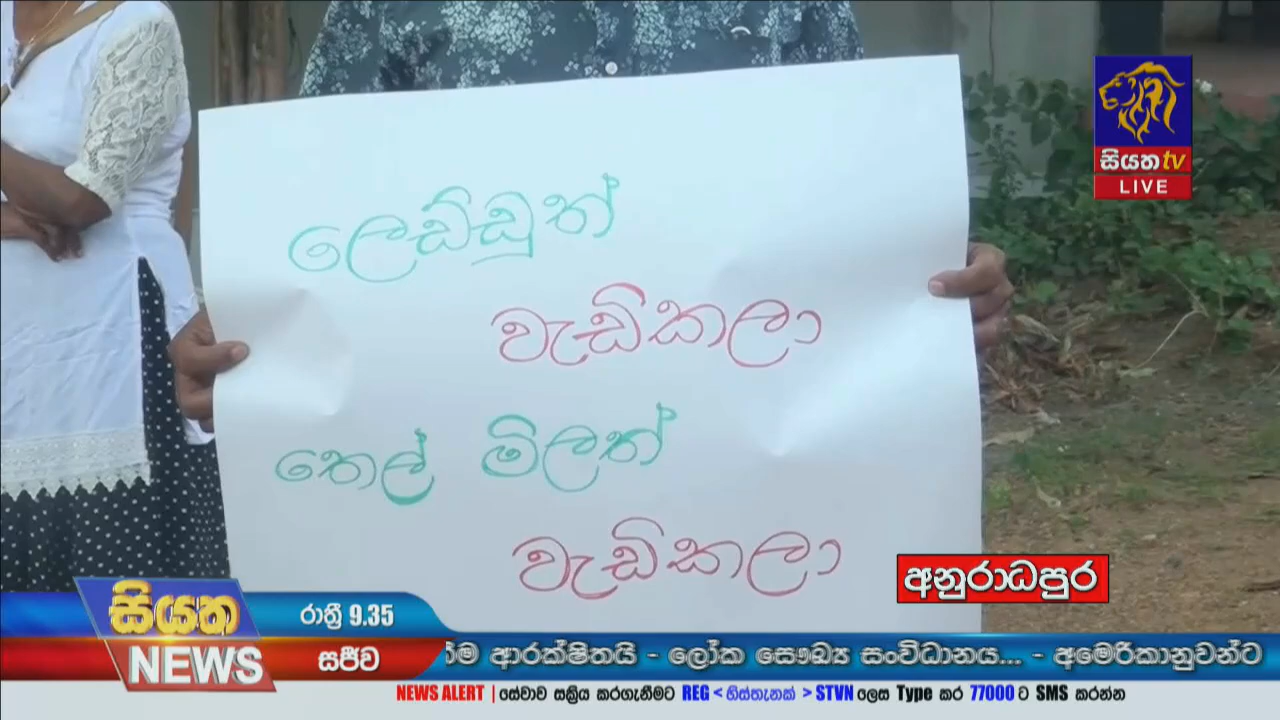 සියත tv
LIVE
ලෙඩ්ඩුත්
වැඩිකලා
තෙල් මිලත්
වැඩිකලා
අනුරාධපුර
සියත
NEWS
රාත්‍රී 9.35
සජීව
ආරක්ෂිතයි - ලෝක සෞඛ්‍ය සංවිධානය... - අමෙරිකානුවන්ට
NEWS ALERT | සේවාව සක්‍රිය කරගැනීමට REG < හිස්තැනක් > STVN ලෙස Type කර 77000 ට SMS කරන්න